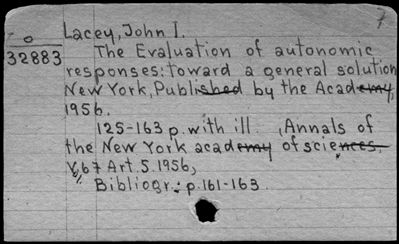 Lacey, John I.
0
32883
The Evaluation of autonomic
responses: toward a general solution
New York, Published by the Academy,
1956.
125-163 p. with ill. (Annals of
the New York academy of sciences.
V. 67 Art. 5. 1956,
Bibliogr.: p. 161-163.